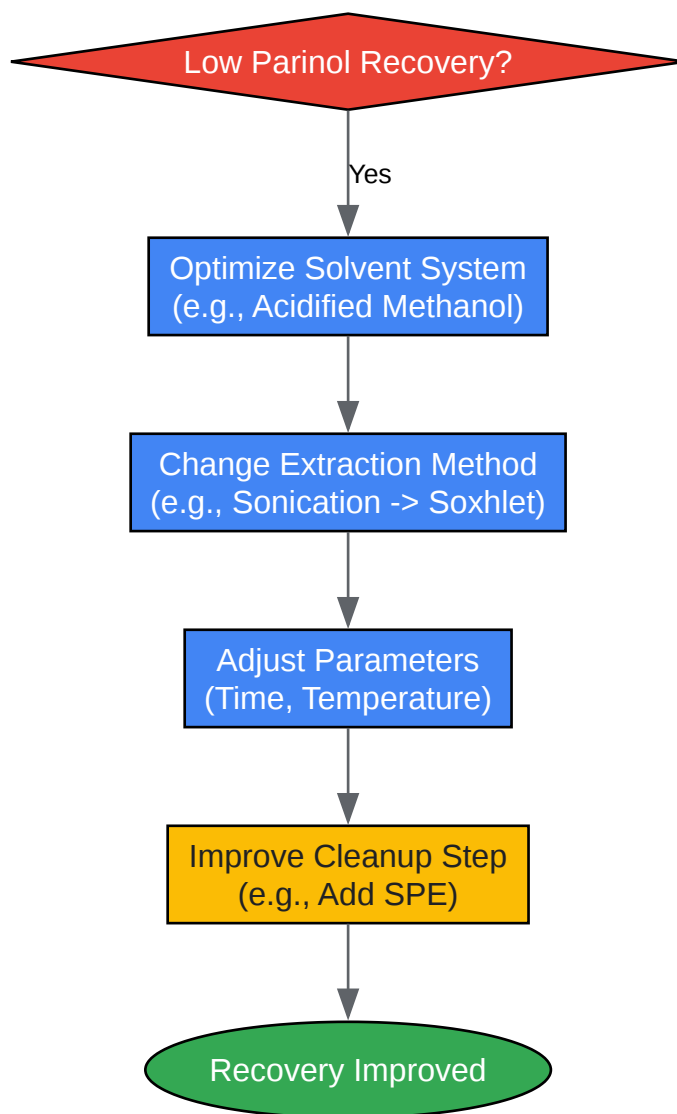 Low Parinol Recovery?
Yes
Optimize Solvent System
(e.g., Acidified Methanol)
Change Extraction Method
(e.g., Sonication -> Soxhlet)
Adjust Parameters
(Time, Temperature)
Improve Cleanup Step
(e.g., Add SPE)
Recovery Improved